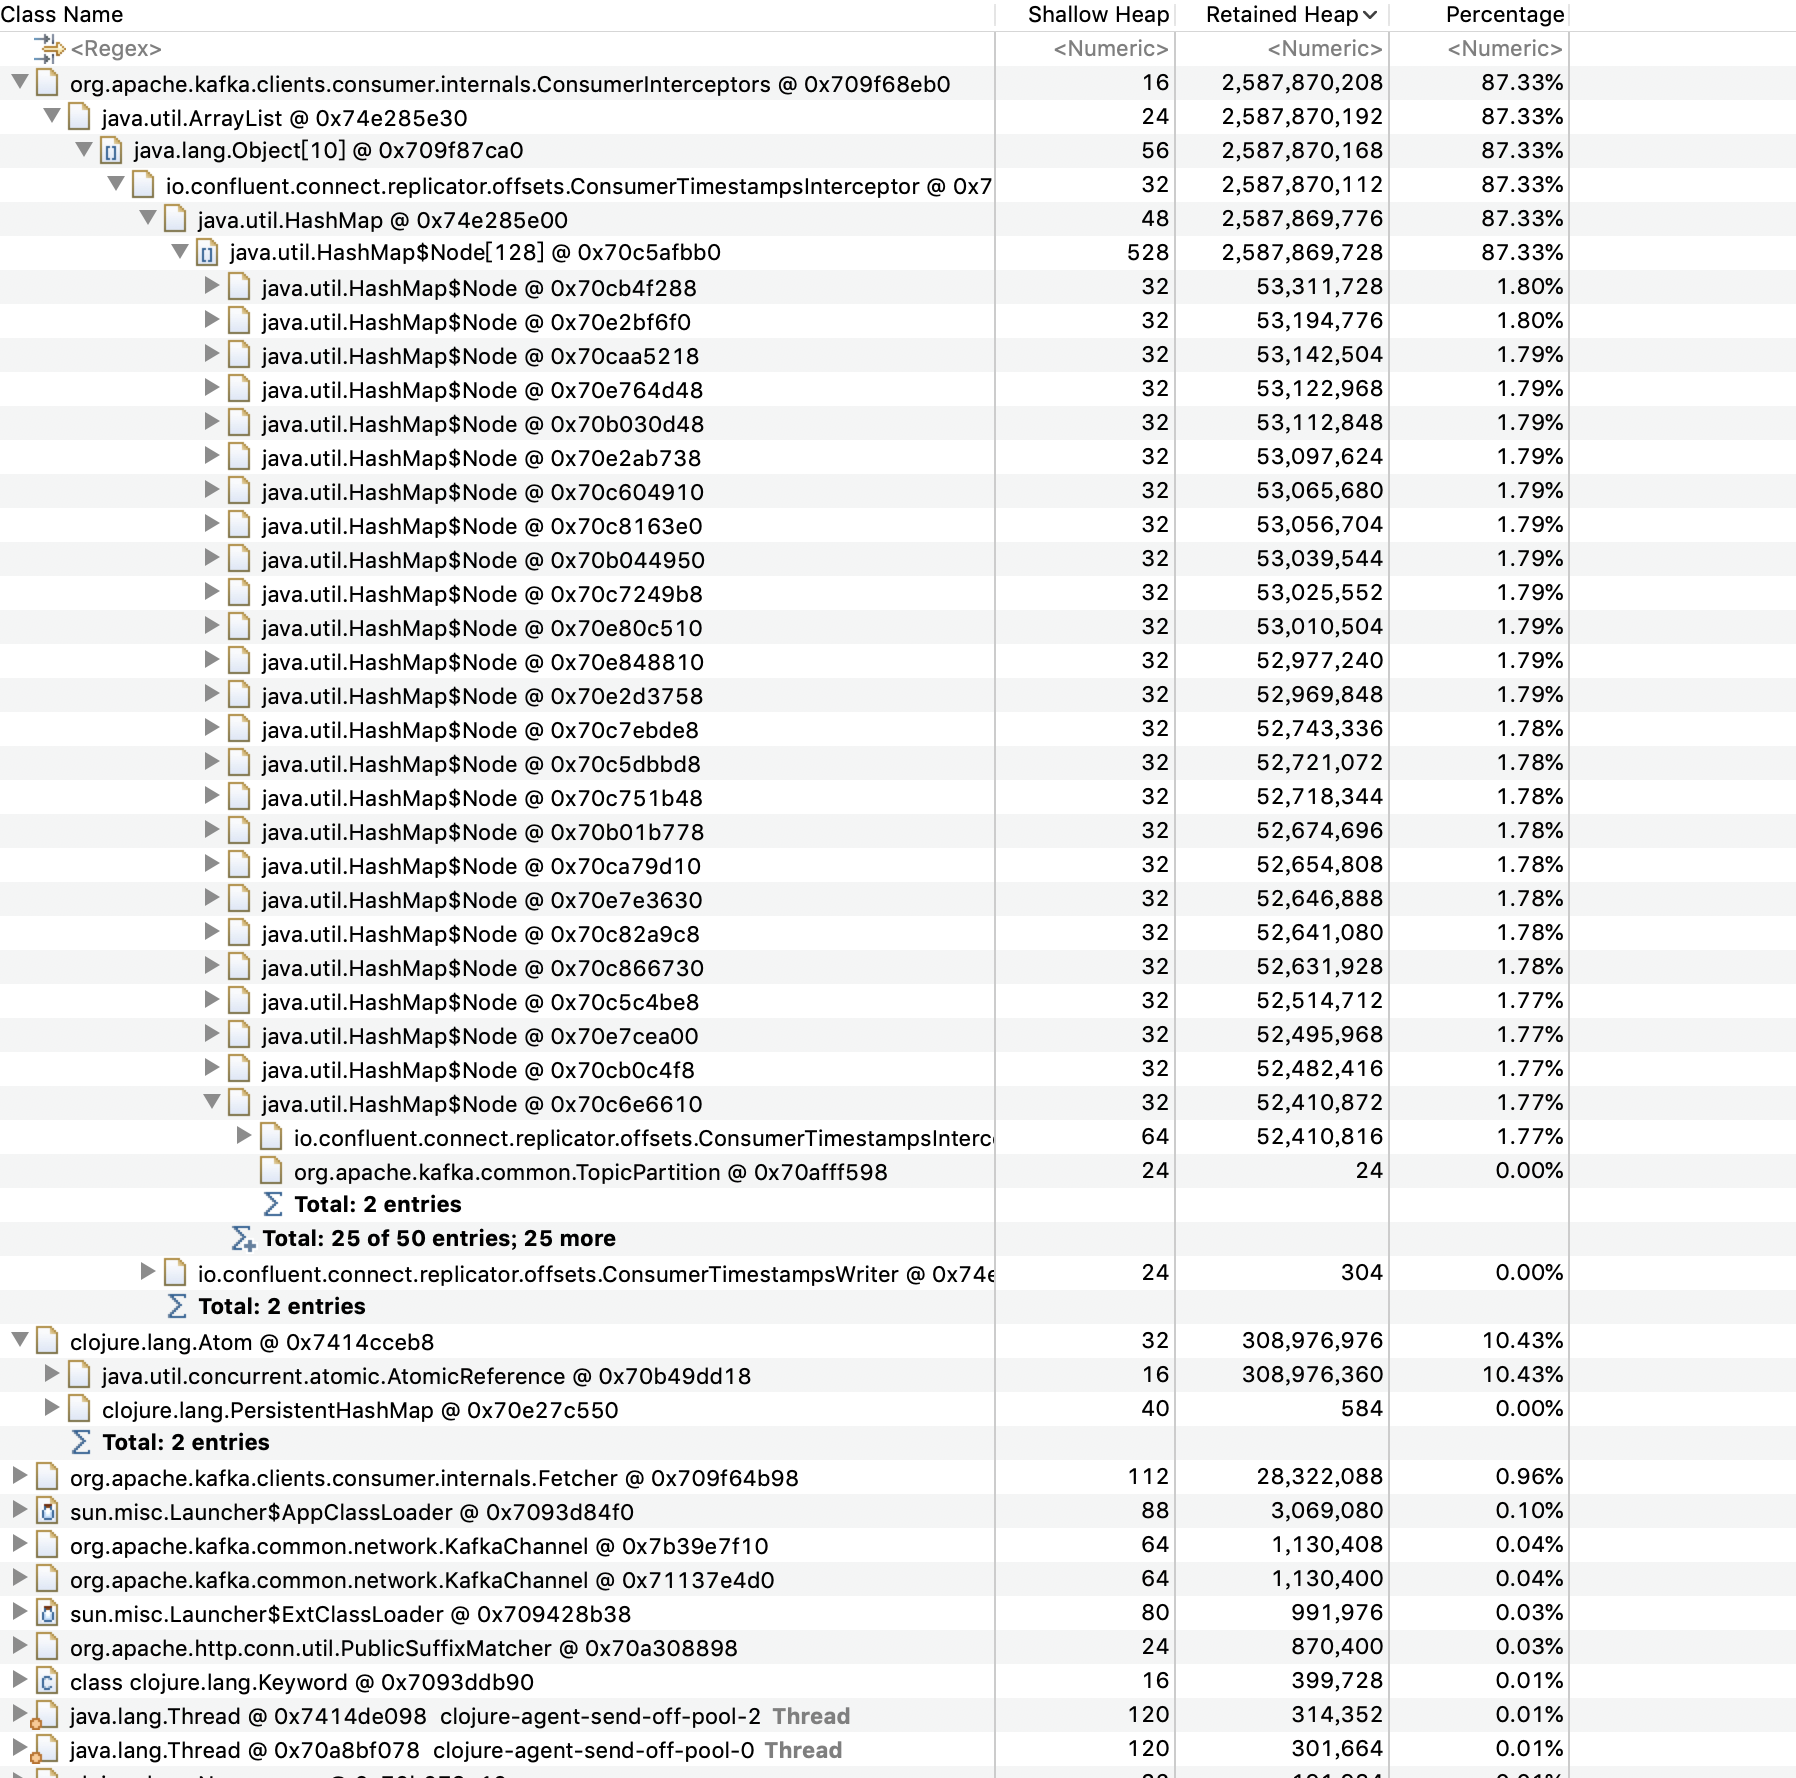 Class Name Shallow Heap Retained Heap Percentage
<Regex> <Numeric> <Numeric> <Numeric>
org.apache.kafka.clients.consumer.internals.ConsumerInterceptors @ 0x709f68eb0 16 2,587,870,208 87.33%
java.util.ArrayList @ 0x74e285e30 24 2,587,870,192 87.33%
java.lang.Object[10] @ 0x709f87ca0 56 2,587,870,168 87.33%
io.confluent.connect.replicator.offsets.ConsumerTimestampsInterceptor @ 0x7 32 2,587,870,112 87.33%
java.util.HashMap @ 0x74e285e00 48 2,587,869,776 87.33%
java.util.HashMap$Node[128] @ 0x70c5afbb0 528 2,587,869,728 87.33%
java.util.HashMap$Node @ 0x70cb4f288 32 53,311,728 1.80%
java.util.HashMap$Node @ 0x70e2bf6f0 32 53,194,776 1.80%
java.util.HashMap$Node @ 0x70caa5218 32 53,142,504 1.79%
java.util.HashMap$Node @ 0x70e764d48 32 53,122,968 1.79%
java.util.HashMap$Node @ 0x70b030d48 32 53,112,848 1.79%
java.util.HashMap$Node @ 0x70e2ab738 32 53,097,624 1.79%
java.util.HashMap$Node @ 0x70c604910 32 53,065,680 1.79%
java.util.HashMap$Node @ 0x70c8163e0 32 53,056,704 1.79%
java.util.HashMap$Node @ 0x70b044950 32 53,039,544 1.79%
java.util.HashMap$Node @ 0x70c7249b8 32 53,025,552 1.79%
java.util.HashMap$Node @ 0x70e80c510 32 53,010,504 1.79%
java.util.HashMap$Node @ 0x70e848810 32 52,977,240 1.79%
java.util.HashMap$Node @ 0x70e2d3758 32 52,969,848 1.79%
java.util.HashMap$Node @ 0x70c7ebde8 32 52,743,336 1.78%
java.util.HashMap$Node @ 0x70c5dbbd8 32 52,721,072 1.78%
java.util.HashMap$Node @ 0x70c751b48 32 52,718,344 1.78%
java.util.HashMap$Node @ 0x70b01b778 32 52,674,696 1.78%
java.util.HashMap$Node @ 0x70ca79d10 32 52,654,808 1.78%
java.util.HashMap$Node @ 0x70e7e3630 32 52,646,888 1.78%
java.util.HashMap$Node @ 0x70c82a9c8 32 52,641,080 1.78%
java.util.HashMap$Node @ 0x70c866730 32 52,631,928 1.78%
java.util.HashMap$Node @ 0x70c5c4be8 32 52,514,712 1.77%
java.util.HashMap$Node @ 0x70e7cea00 32 52,495,968 1.77%
java.util.HashMap$Node @ 0x70cb0c4f8 32 52,482,416 1.77%
java.util.HashMap$Node @ 0x70c6e6610 32 52,410,872 1.77%
io.confluent.connect.replicator.offsets.ConsumerTimestampsInterc 64 52,410,816 1.77%
org.apache.kafka.common.TopicPartition @ 0x70afff598 24 24 0.00%
Total: 2 entries
Total: 25 of 50 entries; 25 more
io.confluent.connect.replicator.offsets.ConsumerTimestampsWriter @ 0x74e 24 304 0.00%
Total: 2 entries
clojure.lang.Atom @ 0x7414cceb8 32 308,976,976 10.43%
java.util.concurrent.atomic.AtomicReference @ 0x70b49dd18 16 308,976,360 10.43%
clojure.lang.PersistentHashMap @ 0x70e27c550 40 584 0.00%
Total: 2 entries
org.apache.kafka.clients.consumer.internals.Fetcher @ 0x709f64b98 112 28,322,088 0.96%
sun.misc.Launcher$AppClassLoader @ 0x7093d84f0 88 3,069,080 0.10%
org.apache.kafka.common.network.KafkaChannel @ 0x7b39e7f10 64 1,130,408 0.04%
org.apache.kafka.common.network.KafkaChannel @ 0x71137e4d0 64 1,130,400 0.04%
sun.misc.Launcher$ExtClassLoader @ 0x709428b38 80 991,976 0.03%
org.apache.http.conn.util.PublicSuffixMatcher @ 0x70a308898 24 870,400 0.03%
class clojure.lang.Keyword @ 0x7093ddb90 16 399,728 0.01%
java.lang.Thread @ 0x7414de098 clojure-agent-send-off-pool-2 Thread 120 314,352 0.01%
java.lang.Thread @ 0x70a8bf078 clojure-agent-send-off-pool-0 Thread 120 301,664 0.01%